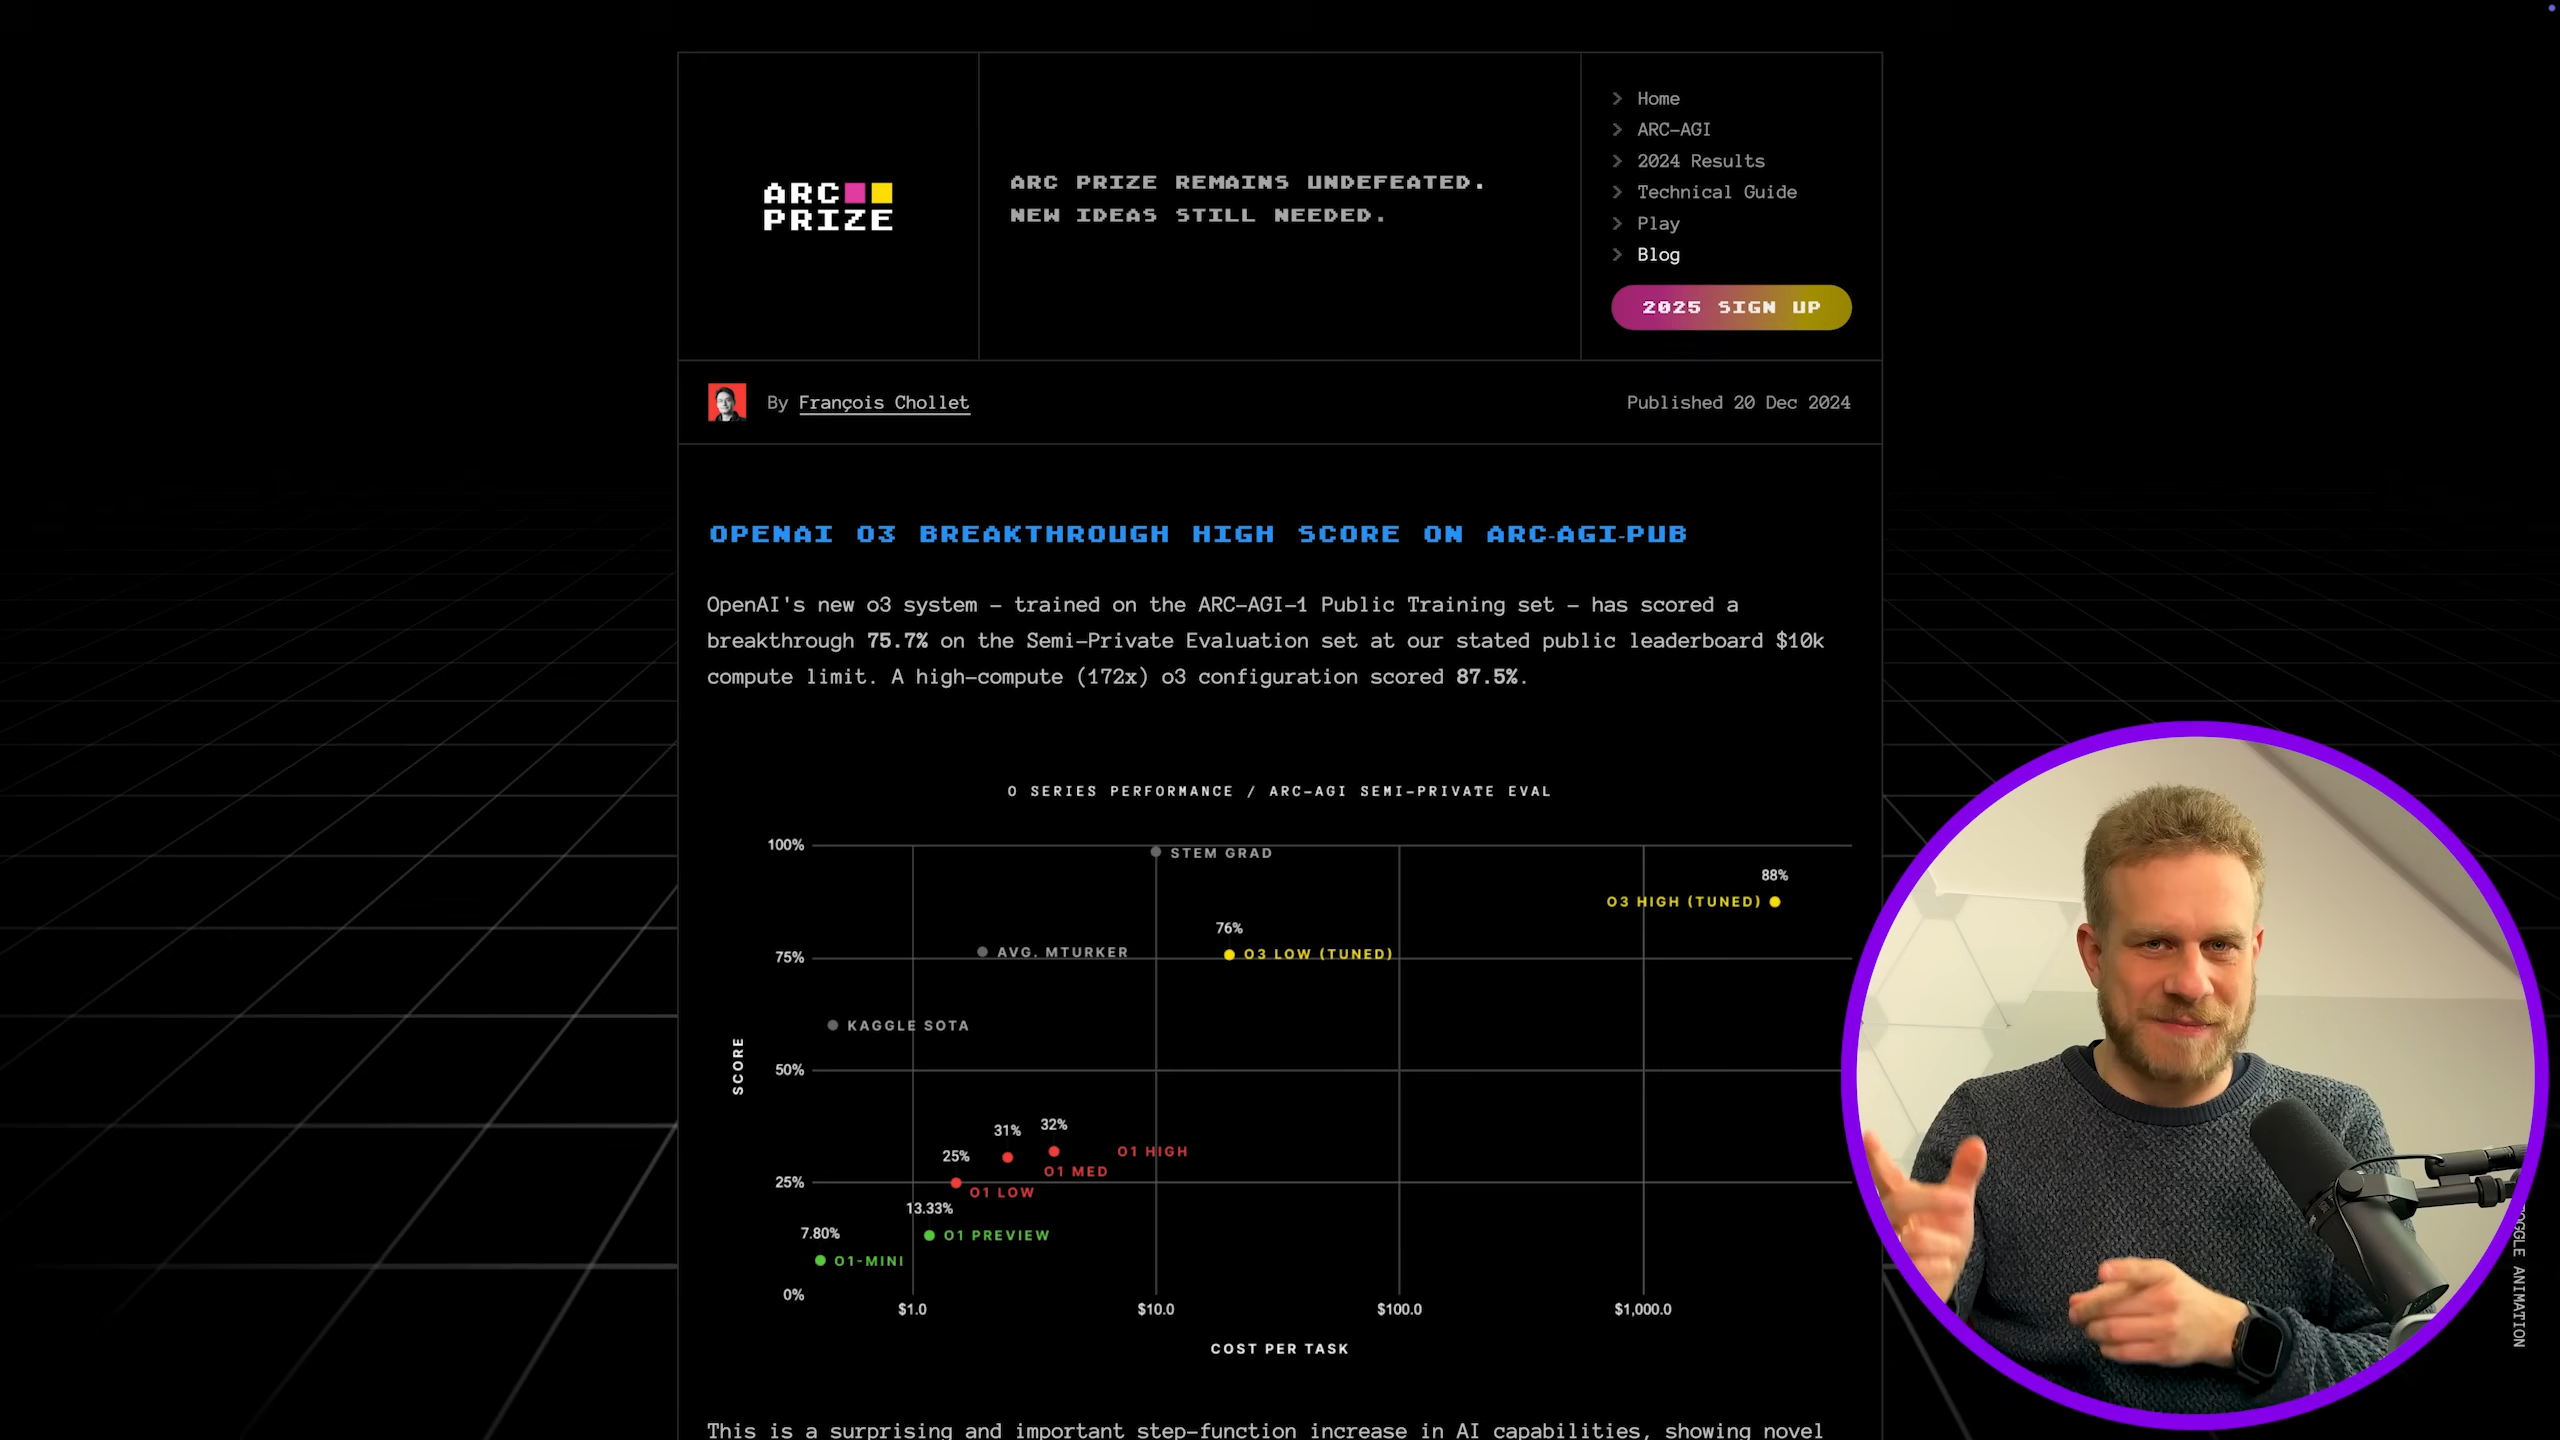 ARC
PRIZE
ARC PRIZE REMAINS UNDEFEATED.
NEW IDEAS STILL NEEDED.
> Home
> ARC-AGI
> 2024 Results
> Technical Guide
> Play
> Blog
2025 SIGN UP
By François Chollet
Published 20 Dec 2024
OPENAI O3 BREAKTHROUGH HIGH SCORE ON ARC-AGI-PUB
OpenAI's new o3 system – trained on the ARC-AGI-1 Public Training set – has scored a
breakthrough 75.7% on the Semi-Private Evaluation set at our stated public leaderboard $10k
compute limit. A high-compute (172x) o3 configuration scored 87.5%.
O SERIES PERFORMANCE / ARC-AGI SEMI-PRIVATE EVAL
100%
STEM GRAD
88%
O3 HIGH (TUNED)
76%
75%
AVG. MTURKER
O3 LOW (TUNED)
KAGGLE SOTA
SCORE
50%
31%
32%
25%
O1 HIGH
O1 MED
25%
O1 LOW
13.33%
7.80%
O1 PREVIEW
O1-MINI
0%
$1.0
$10.0
$100.0
$1,000.0
COST PER TASK
This is a surprising and important step-function increase in AI capabilities, showing novel
ANIMATION